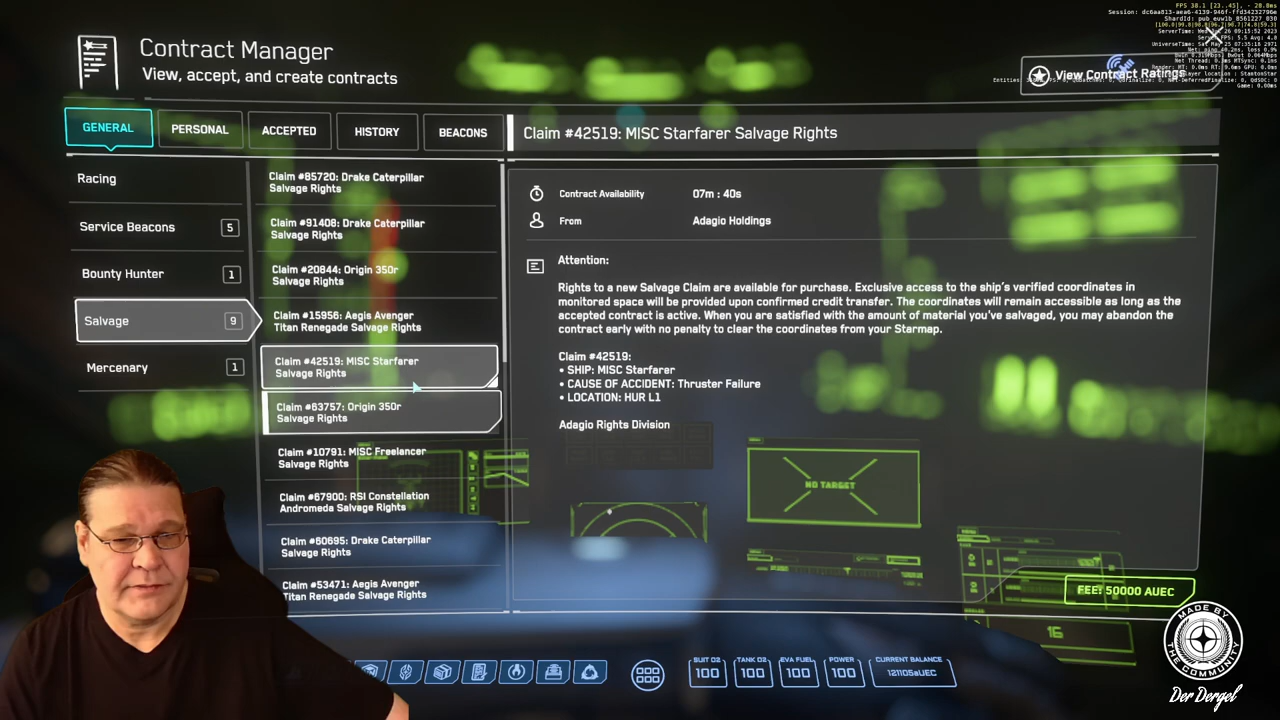 Contract Manager
View, accept, and create contracts
View Contract Ratings
GENERAL
PERSONAL
ACCEPTED
HISTORY
BEACONS
Racing
Service Beacons 5
Bounty Hunter 1
Salvage 9
Mercenary 1
Claim #85720: Drake Caterpillar
Salvage Rights
Claim #91408: Drake Caterpillar
Salvage Rights
Claim #20844: Origin 350r
Salvage Rights
Claim #15956: Aegis Avenger
Titan Renegade Salvage Rights
Claim #42519: MISC Starfarer
Salvage Rights
Claim #63757: Origin 350r
Salvage Rights
Claim #10791: MISC Freelancer
Salvage Rights
Claim #67900: RSI Constellation
Andromeda Salvage Rights
Claim #60695: Drake Caterpillar
Salvage Rights
Claim #53471: Aegis Avenger
Titan Renegade Salvage Rights
Claim #42519: MISC Starfarer Salvage Rights
Contract Availability 07m : 40s
From Adagio Holdings
Attention:
Rights to a new Salvage Claim are available for purchase. Exclusive access to the ship's verified coordinates in
monitored space will be provided upon confirmed credit transfer. The coordinates will remain accessible as long as the
accepted contract is active. When you are satisfied with the amount of material you've salvaged, you may abandon the
contract early with no penalty to clear the coordinates from your Starmap.
Claim #42519:
• SHIP: MISC Starfarer
• CAUSE OF ACCIDENT: Thruster Failure
• LOCATION: HUR L1
Adagio Rights Division
NO TARGET
FEE: 50000 AUEC
16
SUIT O2
100
TANK O2
100
EVA FUEL
100
POWER
100
CURRENT BALANCE
121105aUEC
MADE BY
THE COMMUNITY
Der Dergel